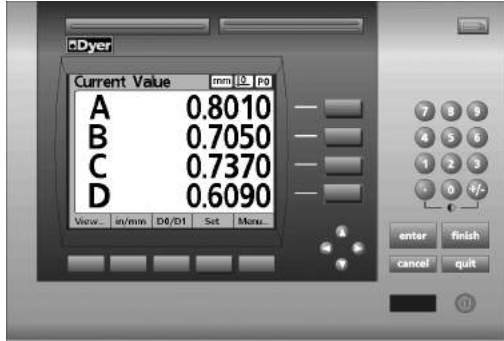 Dyer
Current Value mm D P0
A 0.8010
B 0.7050
C 0.7370
D 0.6090
View... in/mm D0/D1 Set Menu...
7 8 9
4 5 6
1 2 3
. 0 +/-
enter finish
cancel quit